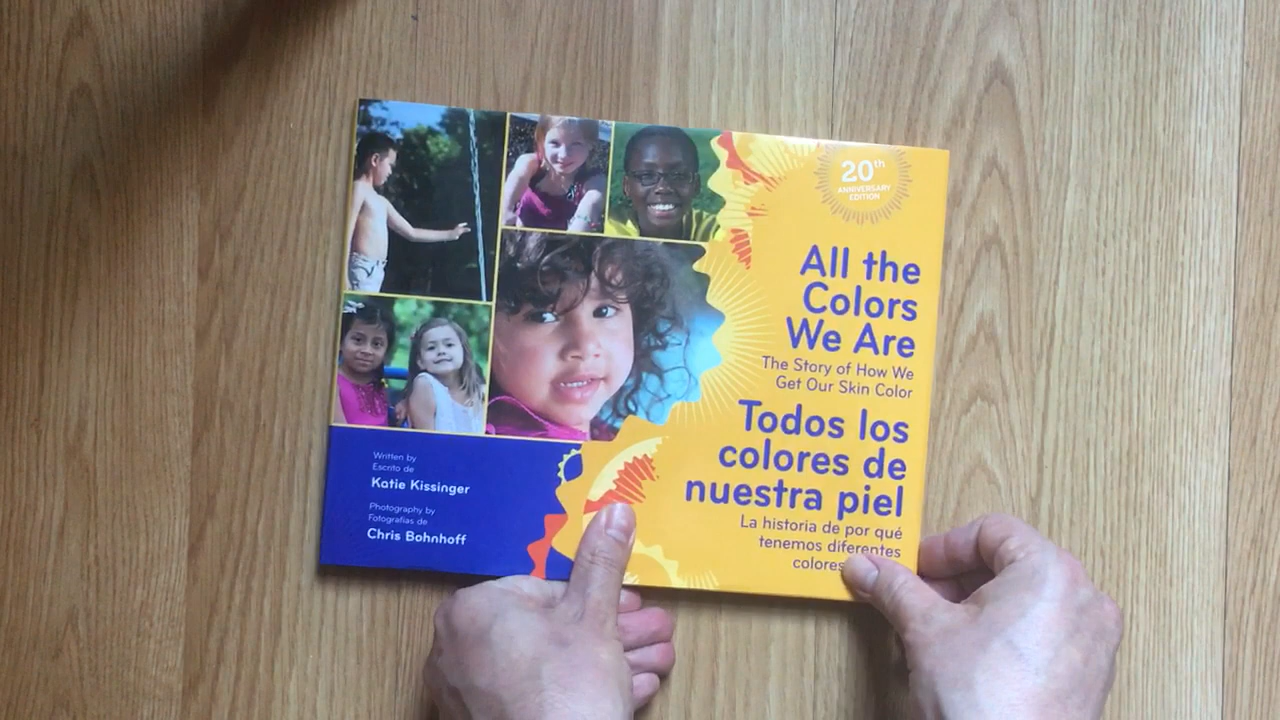 20th
ANNIVERSARY
EDITION
All the
Colors
We Are
The Story of How We
Get Our Skin Color
Todos los
colores de
nuestra piel
La historia de por qué
tenemos diferentes
colores
Written by
Escrito de
Katie Kissinger
Photography by
Fotografías de
Chris Bohnhoff